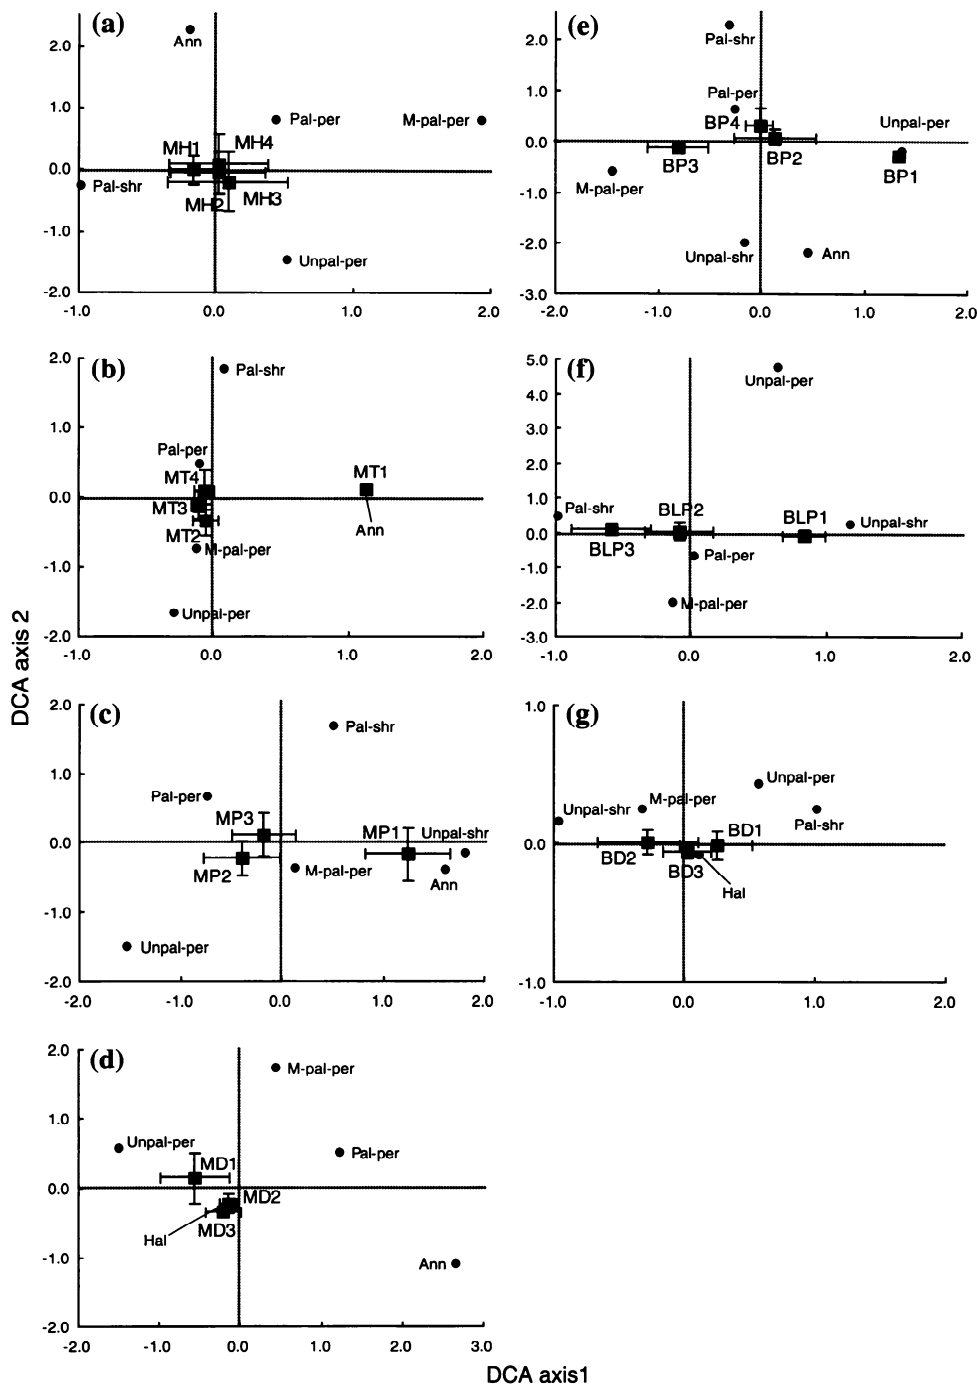 (a)
2.0
1.0
0.0
-1.0
-2.0
-1.0
0.0
1.0
2.0
Ann
Pal-per
M-pal-per
MH4
MH1
Pal-shr
MH2
MH3
Unpal-per
(e)
2.0
1.0
0.0
-1.0
-2.0
-3.0
-1.0
0.0
1.0
2.0
Pal-shr
Pal-per
BP4
Unpal-per
BP3
BP2
BP1
M-pal-per
Unpal-shr
Ann
(b)
2.0
1.0
0.0
-1.0
-2.0
-1.0
0.0
1.0
2.0
Pal-shr
Pal-per
MT4
MT1
MT3
MT2
Ann
M-pal-per
Unpal-per
(f)
5.0
4.0
3.0
2.0
1.0
0.0
-1.0
-2.0
-3.0
-1.0
0.0
1.0
2.0
Unpal-per
Pal-shr
BLP2
BLP1
Unpal-shr
BLP3
Pal-per
M-pal-per
DCA axis 2
(c)
2.0
1.0
0.0
-1.0
-2.0
-2.0
-1.0
0.0
1.0
2.0
Pal-shr
Pal-per
MP3
MP1
Unpal-shr
MP2
M-pal-per
Ann
Unpal-per
(g)
1.0
0.0
-1.0
-1.0
0.0
1.0
2.0
Unpal-per
M-pal-per
Unpal-shr
Pal-shr
BD1
BD2
BD3
Hal
(d)
2.0
1.0
0.0
-1.0
-2.0
-2.0
-1.0
0.0
1.0
2.0
3.0
M-pal-per
Unpal-per
Pal-per
MD1
MD2
MD3
Hal
Ann
DCA axis1